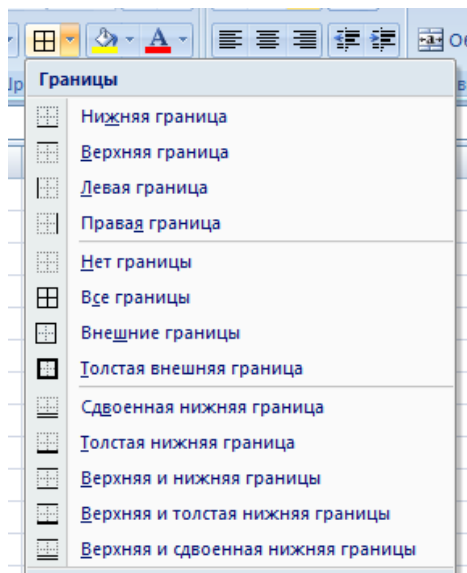 А
a
Границы
Нижняя граница
Верхняя граница
Левая граница
Правая граница
Нет границы
Все границы
Внешние границы
Толстая внешняя граница
Сдвоенная нижняя граница
Толстая нижняя граница
Верхняя и нижняя границы
Верхняя и толстая нижняя границы
Верхняя и сдвоенная нижняя границы